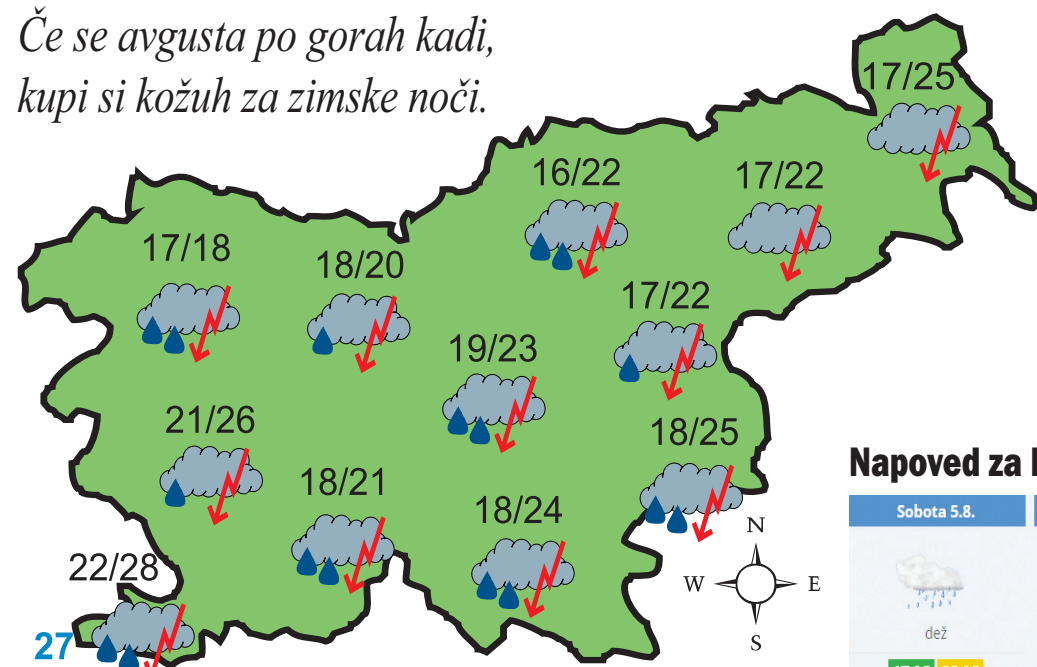 Če se avgusta po gorah kadi,
kupi si kožuh za zimske noči.
17/25
16/22
17/22
17/18
18/20
17/22
19/23
21/26
18/25
18/21
18/24
22/28
27
N
W E
S
Napoved za
Sobota 5.8.
dež